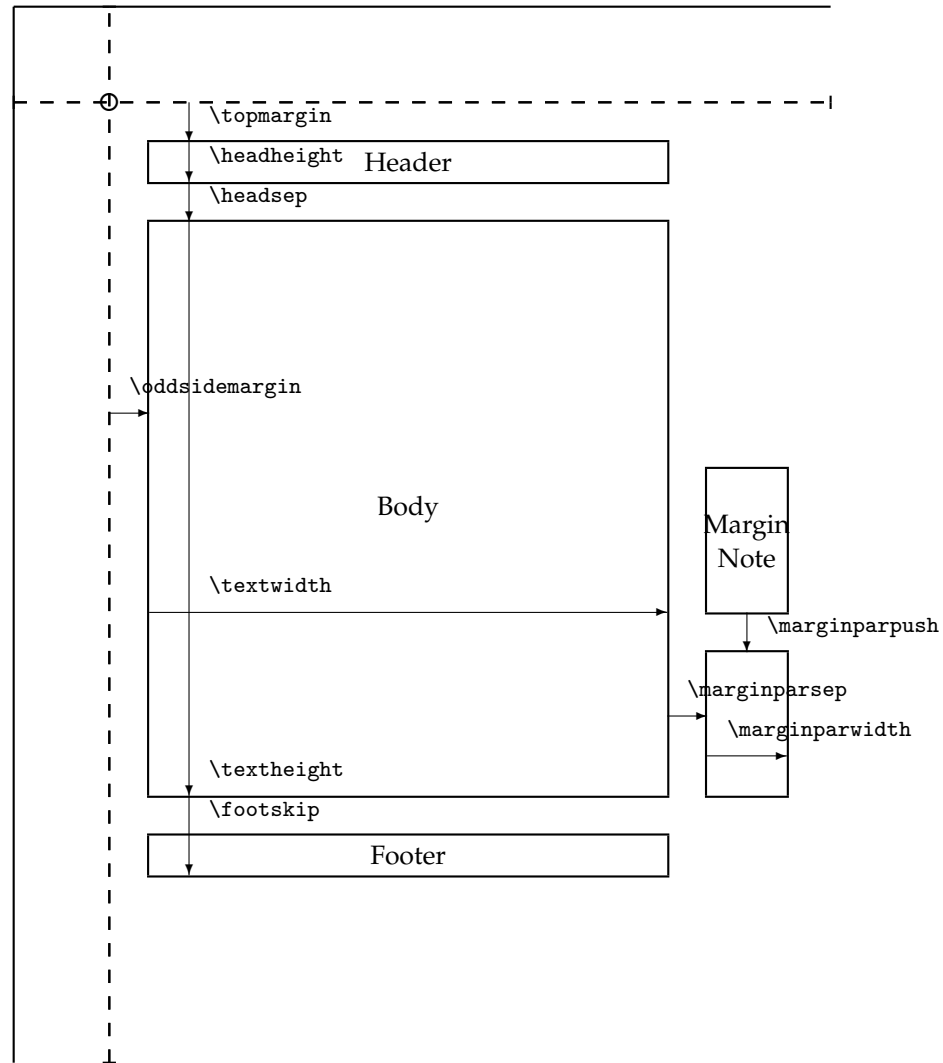 \topmargin
\headheight
Header
\headsep
\oddsidemargin
Body
Margin
Note
\textwidth
\marginparpush
\marginparsep
\marginparwidth
\textheight
\footskip
Footer